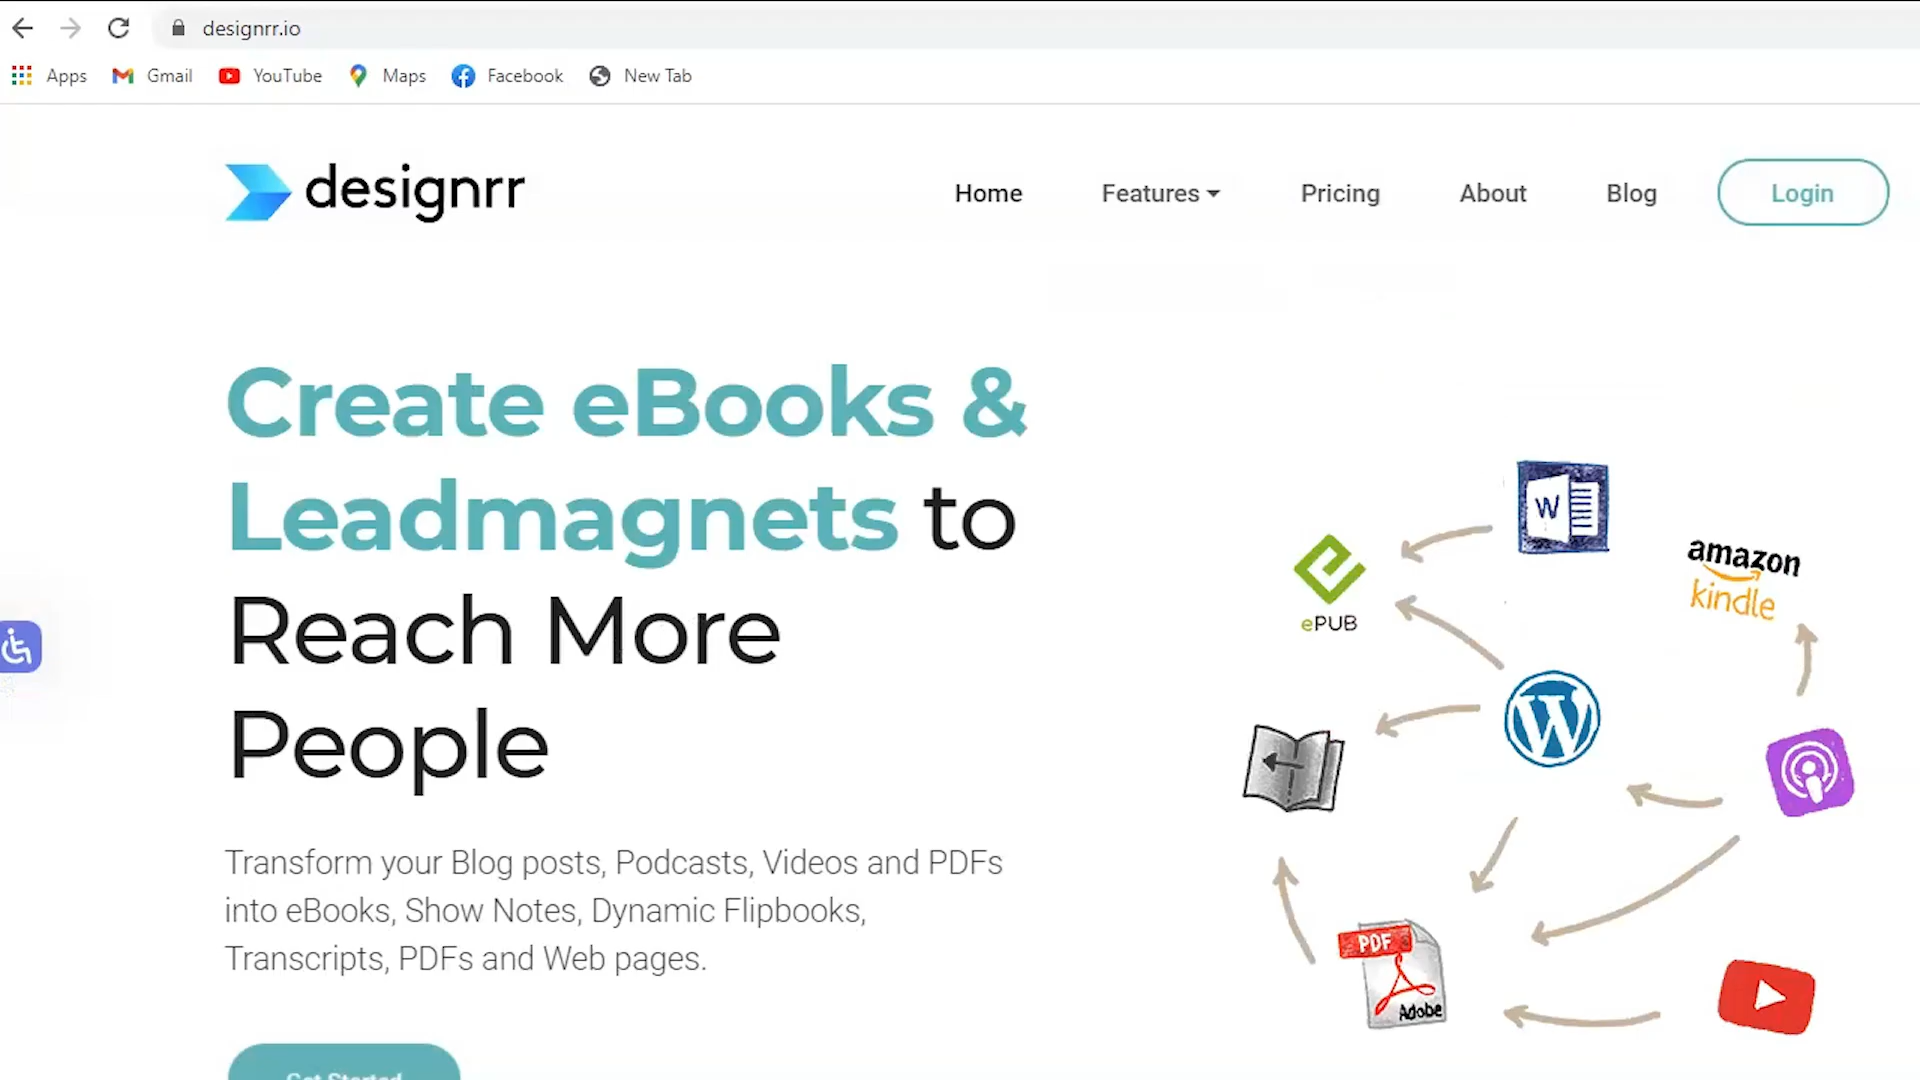 designrr.io
Apps Gmail YouTube Maps Facebook New Tab
designrr
Home Features Pricing About Blog Login
Create eBooks &
Leadmagnets to
Reach More
People
Transform your Blog posts, Podcasts, Videos and PDFs
into eBooks, Show Notes, Dynamic Flipbooks,
Transcripts, PDFs and Web pages.
Get Started
W
amazon
kindle
ePUB
PDF
Adobe